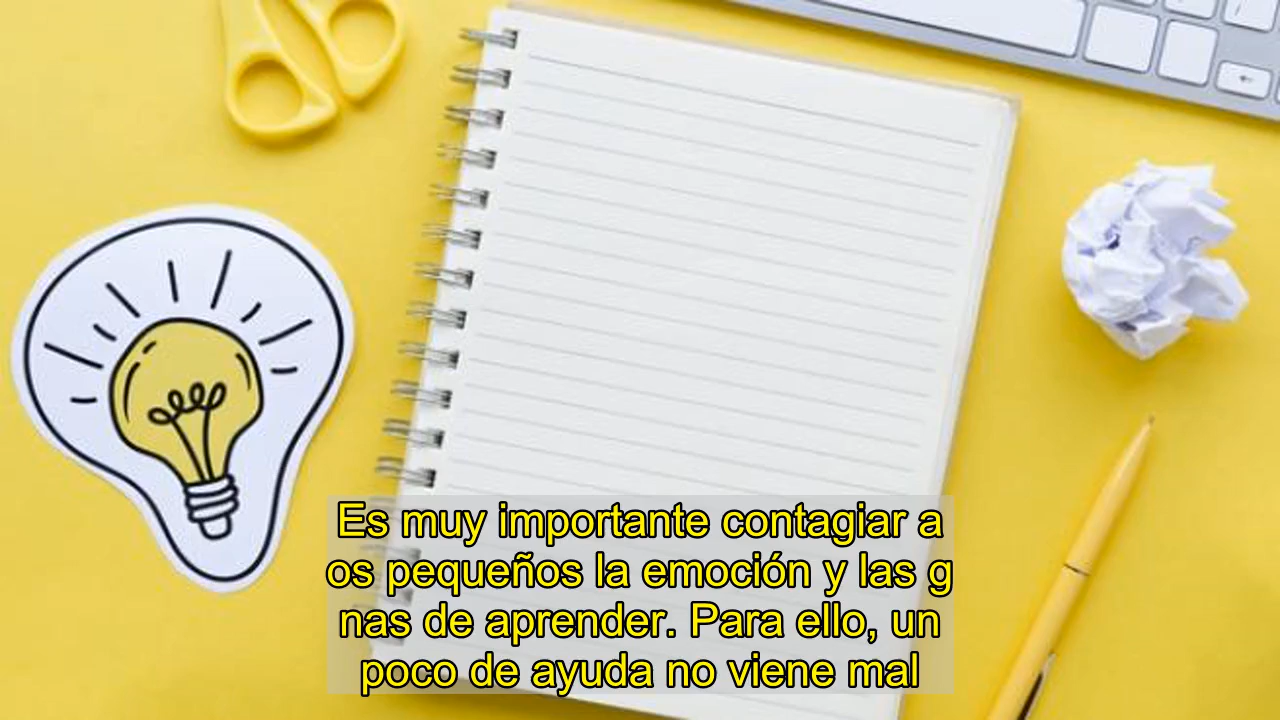 Es muy importante contagiar a
os pequeños la emoción y las g
nas de aprender. Para ello, un
poco de ayuda no viene mal